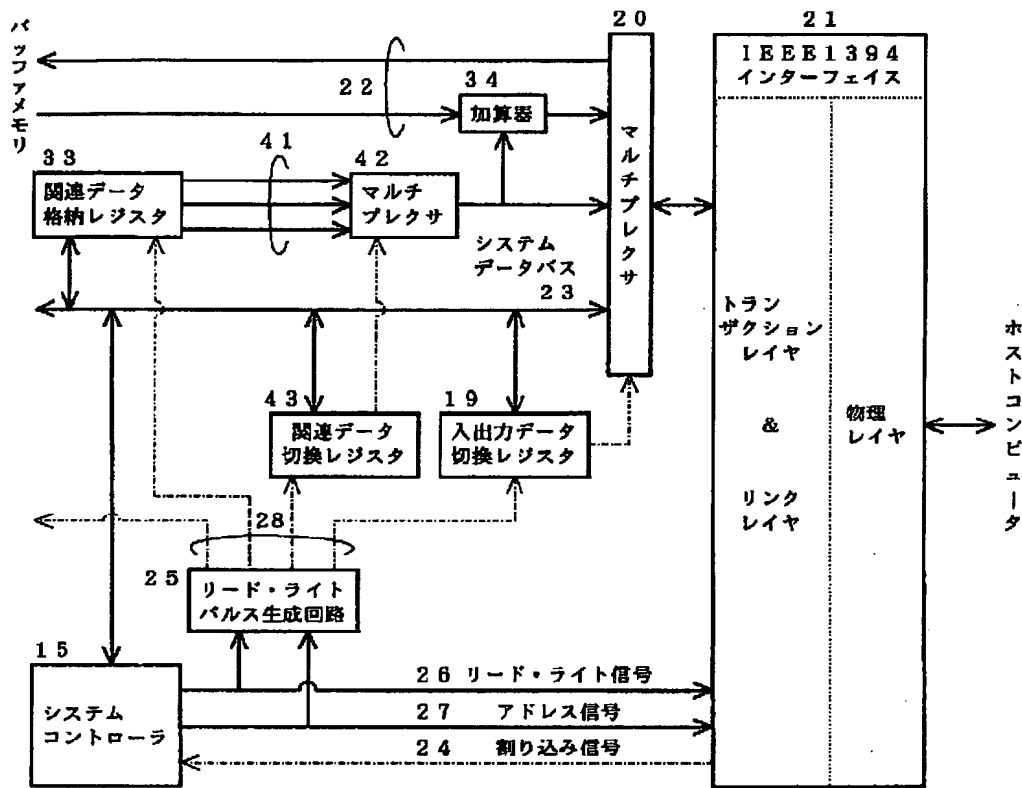 バッファメモリ
20
21
IEEE1394
インターフェイス
22
34
加算器
マルチプレクサ
33
関連データ
格納レジスタ
41
42
マルチ
プレクサ
システム
データバス
23
トラン
ザクション
レイヤ
&
リンク
レイヤ
物理
レイヤ
ホストコンピュータ
43
関連データ
切換レジスタ
19
入出力データ
切換レジスタ
28
25
リード・ライト
パルス生成回路
15
システム
コントローラ
26 リード・ライト信号
27 アドレス信号
24 割り込み信号